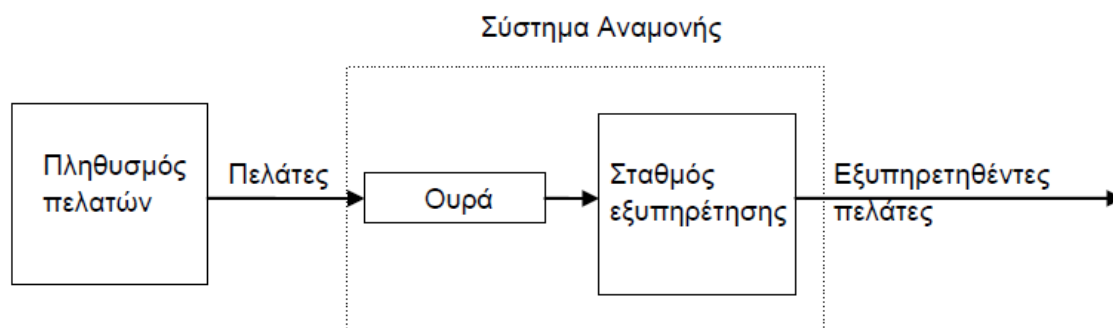 Σύστημα Αναμονής
Πληθυσμός
πελατών
Πελάτες
Ουρά
Σταθμός
εξυπηρέτησης
Εξυπηρετηθέντες
πελάτες